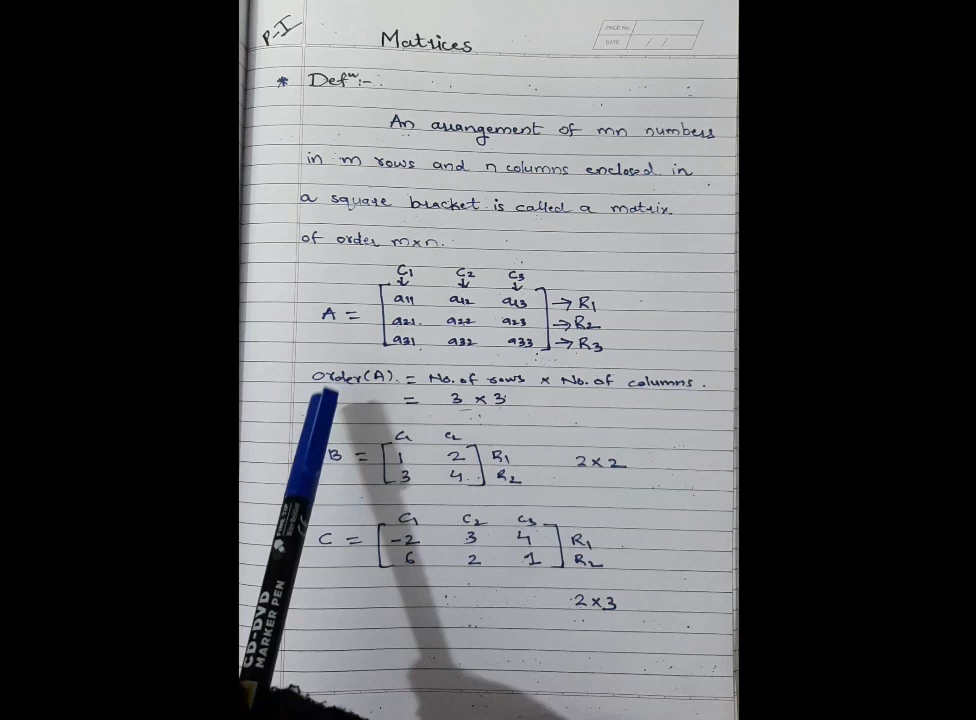 P-I
Matrices
PAGE No.
DATE / /
* Defⁿ:-
An arrangement of mn numbers
in m rows and n columns enclosed in
a square bracket is called a matrix
of order m×n.
C1 C2 C3
↓ ↓ ↓
A = [ a11 a12 a13 ] → R1
a21 a22 a23 → R2
a31 a32 a33 → R3
order(A). = No. of rows × No. of columns.
= 3 × 3
C1 C2
B = [ 1 2 ] R1 2×2
3 4 R2
C1 C2 C3
C = [ -2 3 4 ] R1
6 2 1 R2
2×3
CD-DVD
MARKER PEN